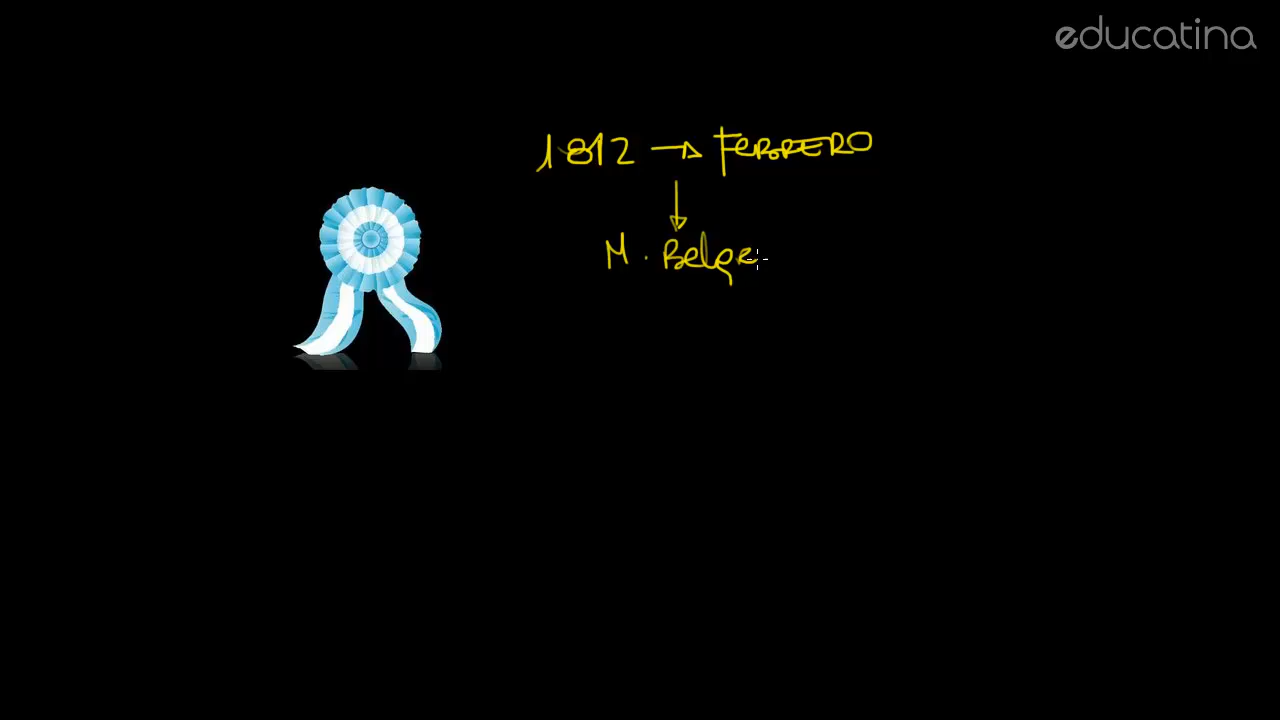 educatina
1812 → FEBRERO
M. Belgr